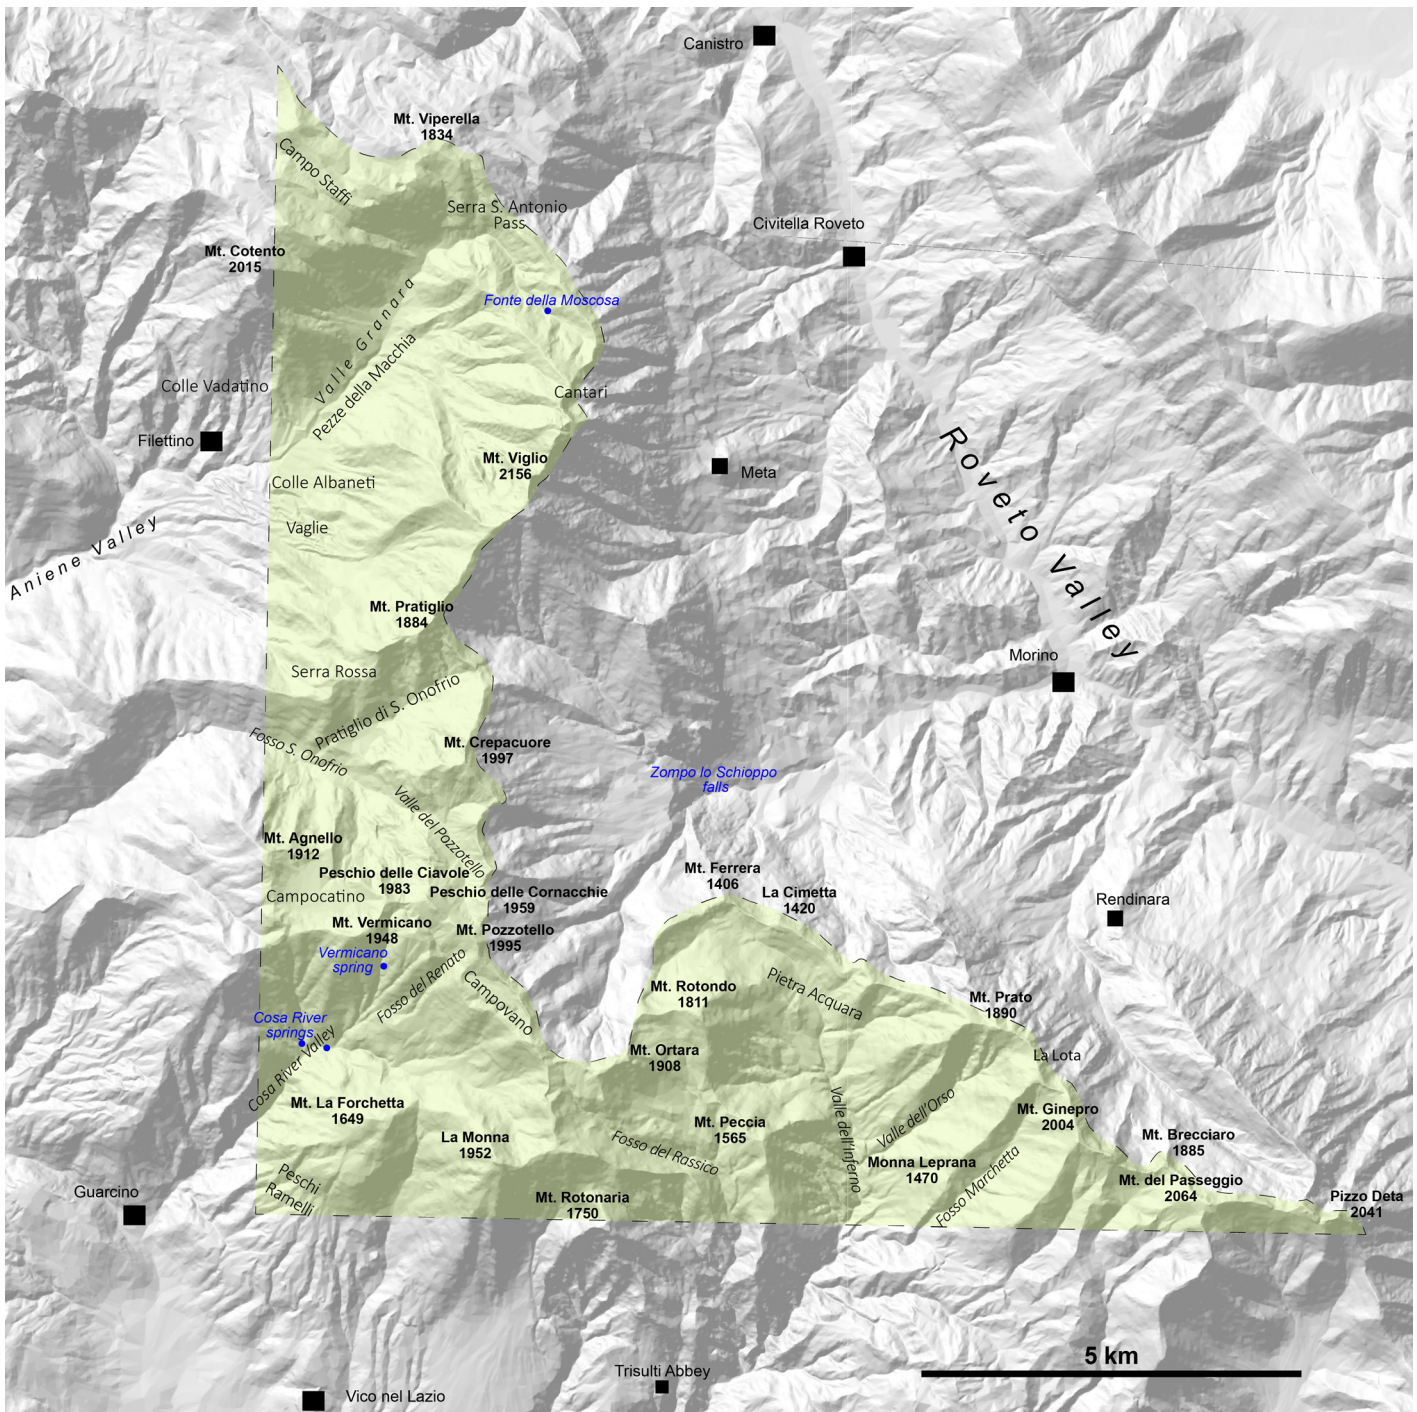 Canistro
Mt. Viperella
1834
Campo Staffi
Serra S. Antonio
Pass
Civitella Roveto
Mt. Cotento
2015
Fonte della Moscosa
Valle Granara
Pezze della Macchia
Colle Vadatino
Cantari
Filettino
Roveto Valley
Mt. Viglio
2156
Meta
Colle Albaneti
Vaglie
Aniene Valley
Mt. Pratiglio
1884
Morino
Serra Rossa
Pratiglio di S. Onofrio
Fosso S. Onofrio
Mt. Crepacuore
1997
Zompo lo Schioppo
falls
Valle del Pozzotello
Mt. Agnello
1912
Peschio delle Ciavole
1983
Mt. Ferrera
1406
Campocatino
Peschio delle Cornacchie
1959
La Cimetta
1420
Rendinara
Mt. Vermicano
1948
Mt. Pozzotello
1995
Vermicano
spring
Fosso del Renato
Campovano
Mt. Rotondo
1811
Pietra Acquara
Mt. Prato
1890
Cosa River
springs
Cosa River Valley
Mt. Ortara
1908
La Lota
Mt. La Forchetta
1649
Valle dell'Inferno
Valle dell'Orso
Mt. Ginepro
2004
La Monna
1952
Fosso del Rassico
Mt. Peccia
1565
Mt. Brecciaro
1885
Monna Leprana
1470
Fosso Marchetta
Mt. del Passeggio
2064
Peschi
Ramelli
Guarcino
Mt. Rotonaria
1750
Pizzo Deta
2041
5 km
Trisulti Abbey
Vico nel Lazio